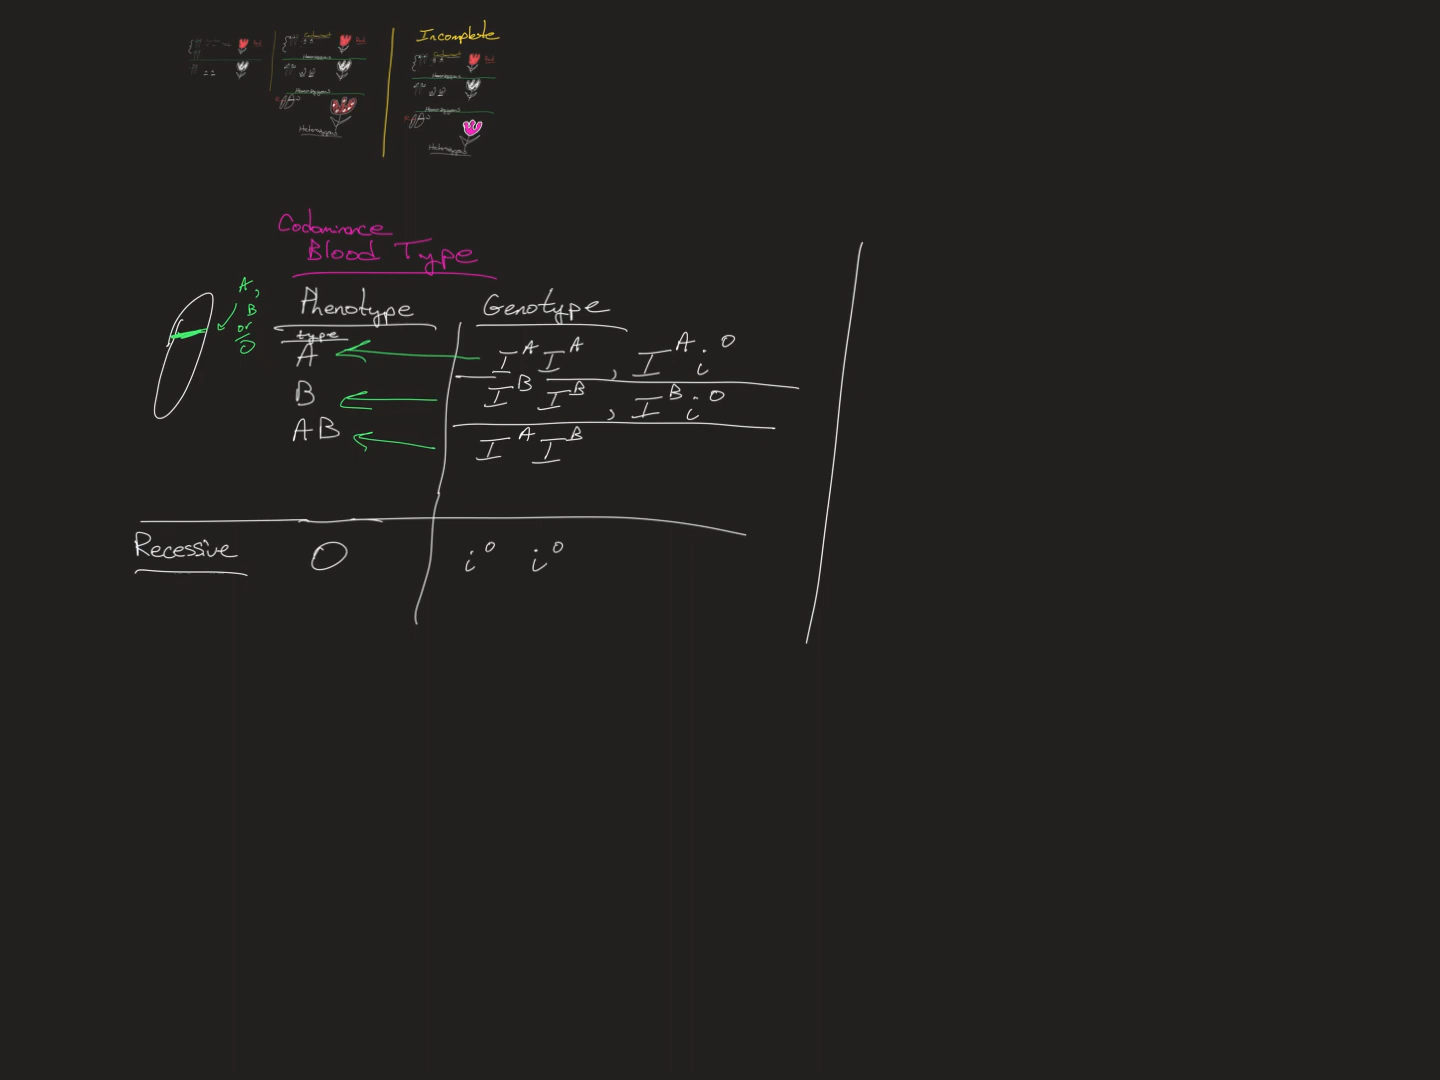 Incomplete
Codominance
Blood Type
A,
B
or
O
Phenotype Genotype
type
A I^A I^A , I^A i^O
B I^B I^B , I^B i^O
AB I^A I^B
Recessive O i^O i^O